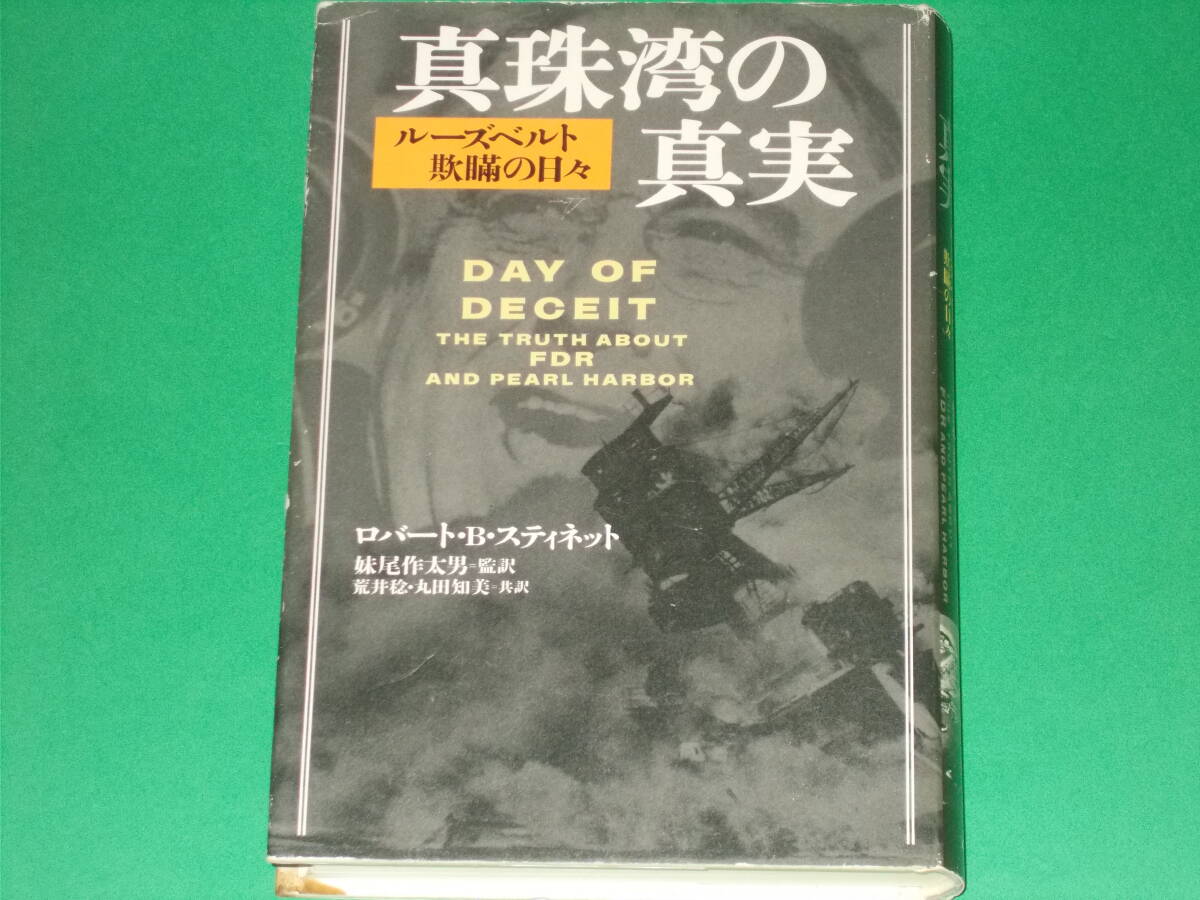 真珠湾の
真実
ルーズベルト
欺瞞の日々
DAY OF
DECEIT
THE TRUTH ABOUT
FDR
AND PEARL HARBOR
ロバート・B・スティネット
妹尾作太男=監訳
荒井稔・丸田知美=共訳
FDR AND PEARL HARBOR